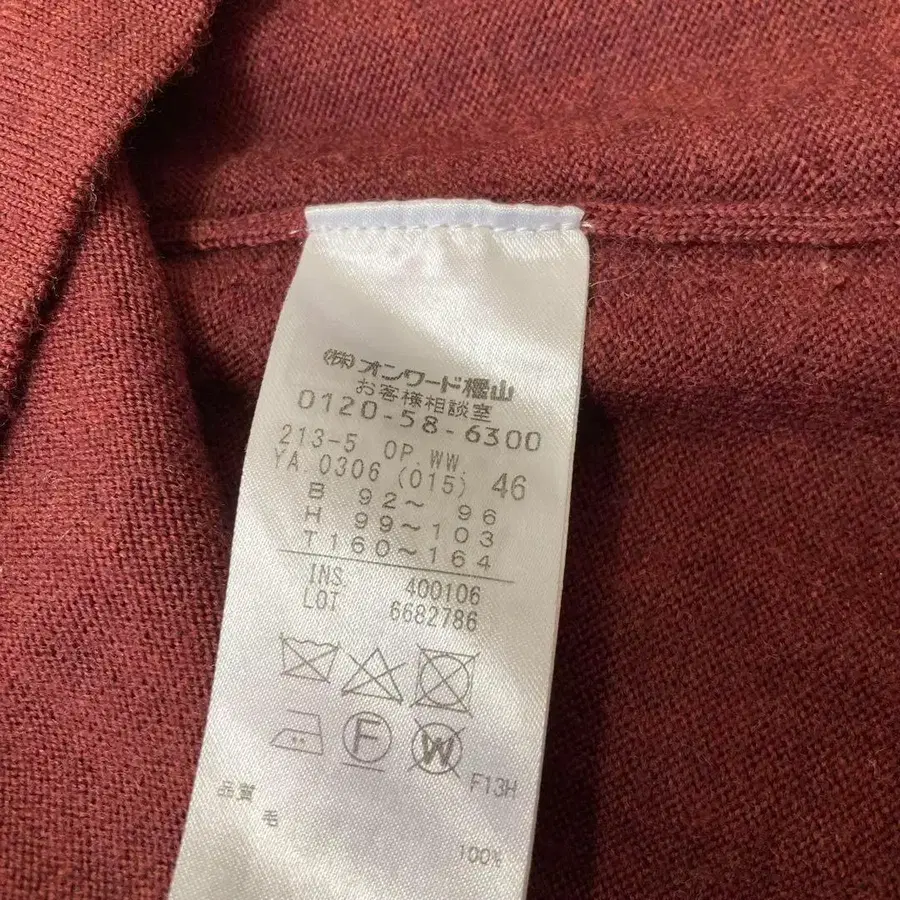 (株)オンワード樫山
お客様相談室
0120-58-6300
213-5 OP.WW.
YA.0306 (015) 46
B 92～ 96
H 99～103
T160～164
INS. 400106
LOT 6682786
F W
F13H
品質
毛
100%